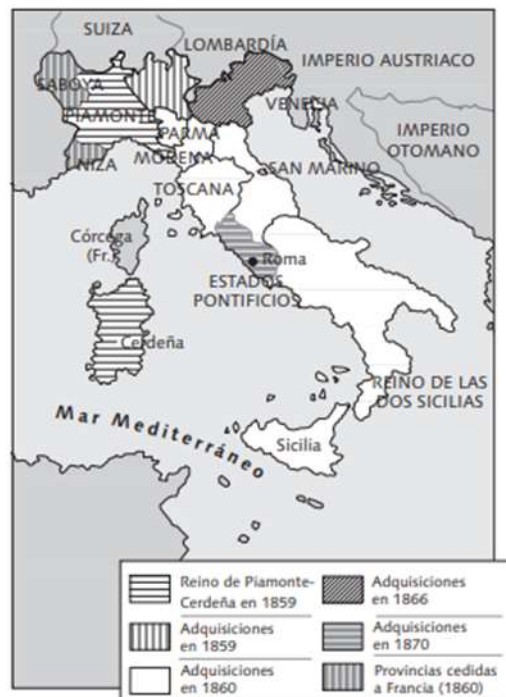 SUIZA
LOMBARDÍA
IMPERIO AUSTRIACO
SABOYA
VENECIA
PIAMONTE
IMPERIO
OTOMANO
PARMA
MORENA
NIZA
SAN MARINO
TOSCANA
Córcega
(Fr.)
Roma
ESTADOS
PONTIFICIOS
Cerdeña
REINO DE LAS
DOS SICILIAS
Mar Mediterráneo
Sicilia
Reino de Piamonte-
Cerdeña en 1859
Adquisiciones
en 1866
Adquisiciones
en 1859
Adquisiciones
en 1870
Adquisiciones
en 1860
Provincias cedidas
a Francia (1860)